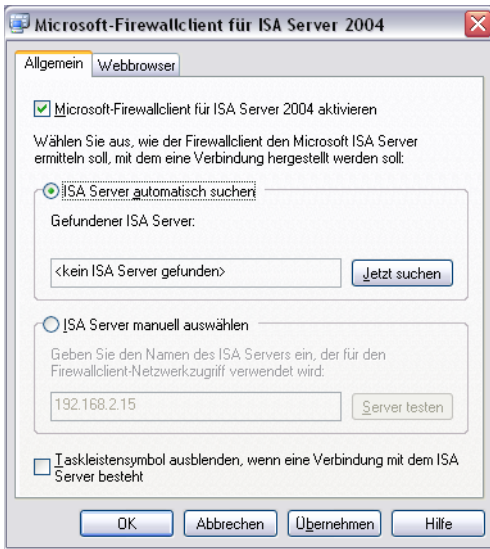 Microsoft-Firewallclient für ISA Server 2004
Allgemein
Webbrowser
Microsoft-Firewallclient für ISA Server 2004 aktivieren
Wählen Sie aus, wie der Firewallclient den Microsoft ISA Server
ermitteln soll, mit dem eine Verbindung hergestellt werden soll:
ISA Server automatisch suchen
Gefundener ISA Server:
<kein ISA Server gefunden>
Jetzt suchen
ISA Server manuell auswählen
Geben Sie den Namen des ISA Servers ein, der für den
Firewallclient-Netzwerkzugriff verwendet wird:
192.168.2.15
Server testen
Taskleistensymbol ausblenden, wenn eine Verbindung mit dem ISA
Server besteht
OK
Abbrechen
Übernehmen
Hilfe